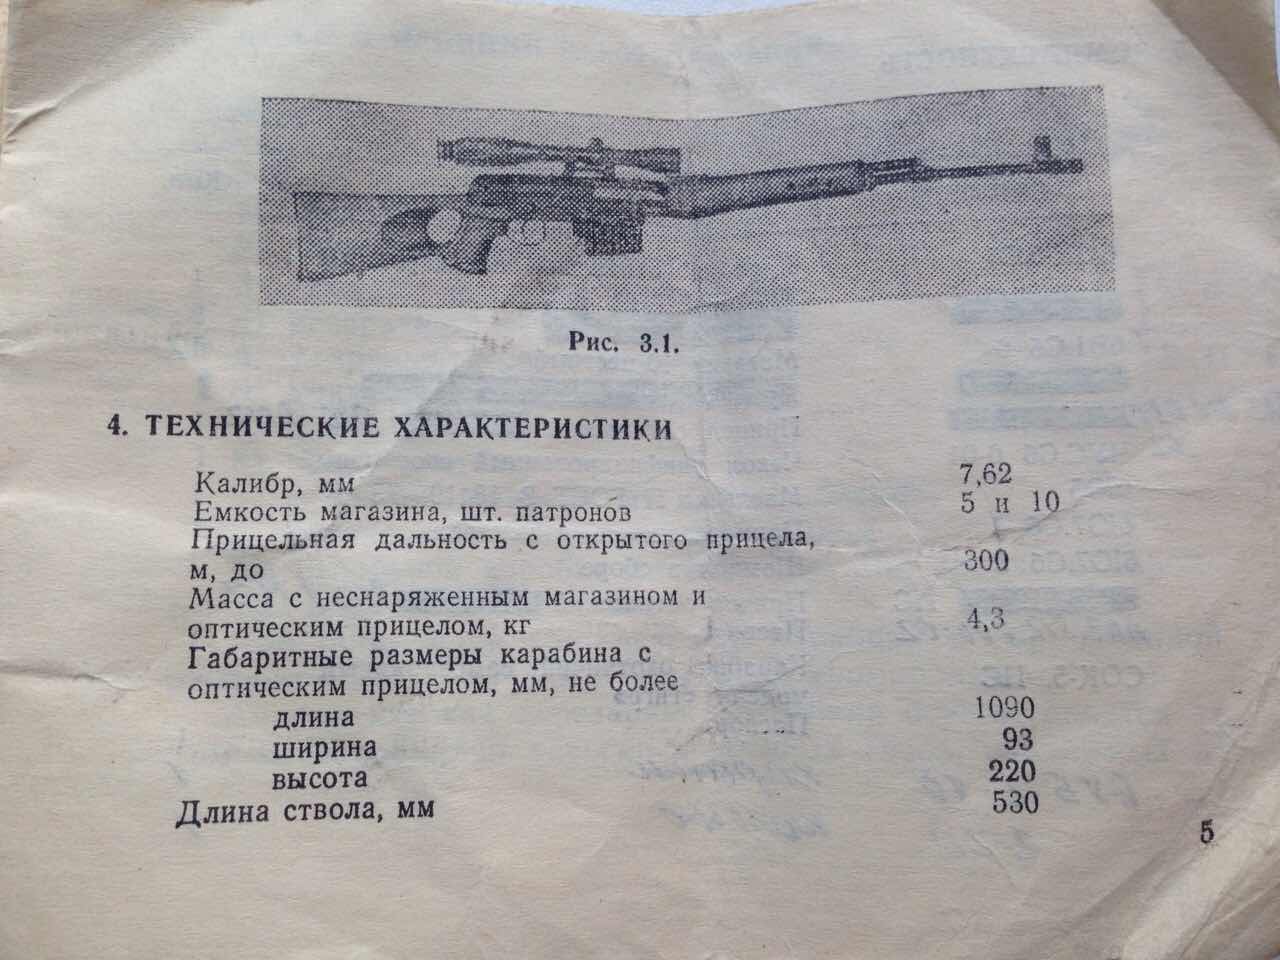 Рис. 3.1.
4. ТЕХНИЧЕСКИЕ ХАРАКТЕРИСТИКИ
Калибр, мм 7,62
Емкость магазина, шт. патронов 5 и 10
Прицельная дальность с открытого прицела,
м, до 300
Масса с неснаряженным магазином и
оптическим прицелом, кг 4,3
Габаритные размеры карабина с
оптическим прицелом, мм, не более
длина 1090
ширина 93
высота 220
Длина ствола, мм 530
5